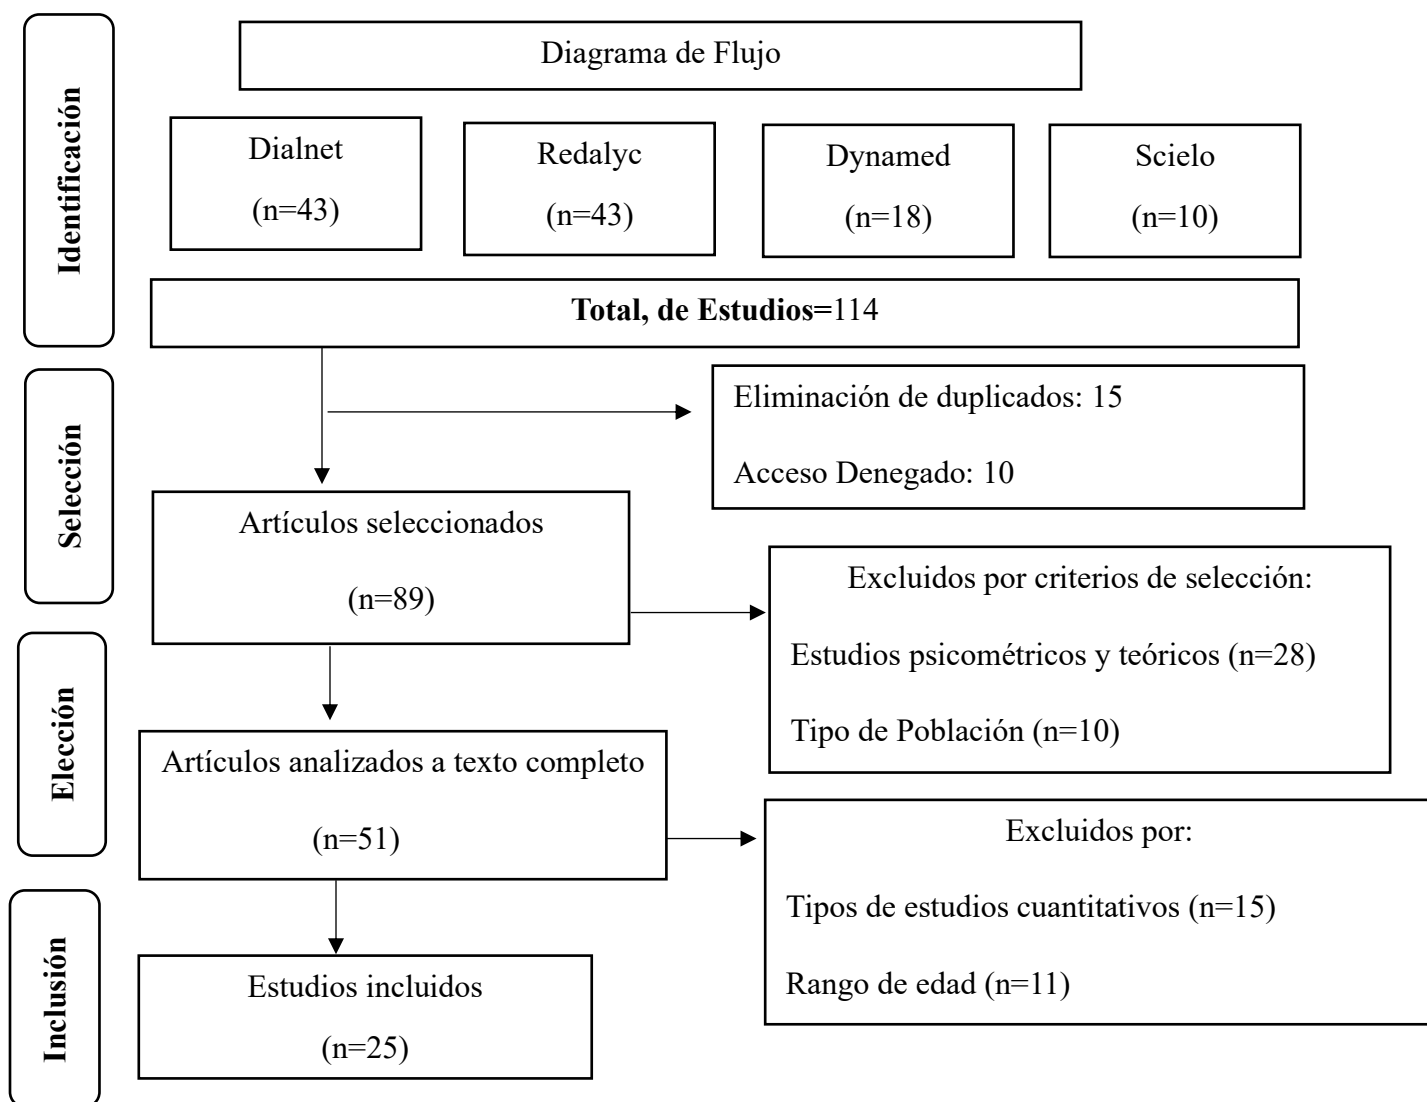 Identificación
Diagrama de Flujo
Dialnet
(n=43)
Redalyc
(n=43)
Dynamed
(n=18)
Scielo
(n=10)
Total, de Estudios=114
Selección
Eliminación de duplicados: 15
Acceso Denegado: 10
Artículos seleccionados
(n=89)
Excluidos por criterios de selección:
Estudios psicométricos y teóricos (n=28)
Tipo de Población (n=10)
Elección
Artículos analizados a texto completo
(n=51)
Excluidos por:
Tipos de estudios cuantitativos (n=15)
Rango de edad (n=11)
Inclusión
Estudios incluidos
(n=25)